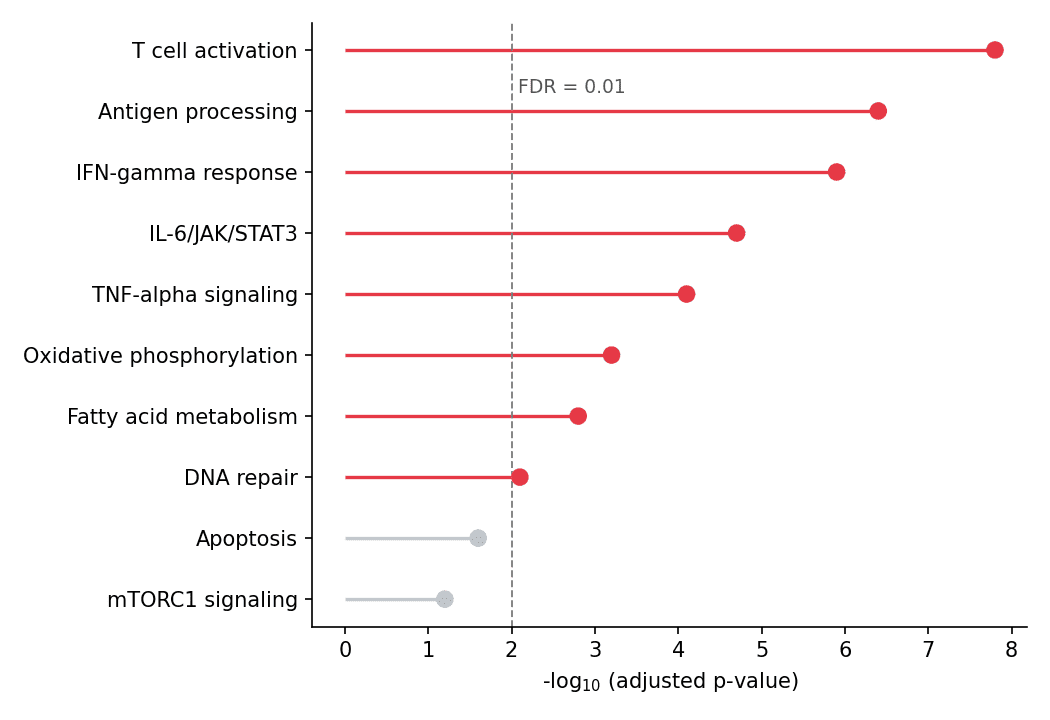 T cell activation
FDR = 0.01
Antigen processing
IFN-gamma response
IL-6/JAK/STAT3
TNF-alpha signaling
Oxidative phosphorylation
Fatty acid metabolism
DNA repair
Apoptosis
mTORC1 signaling
0 1 2 3 4 5 6 7 8
-log₁₀ (adjusted p-value)